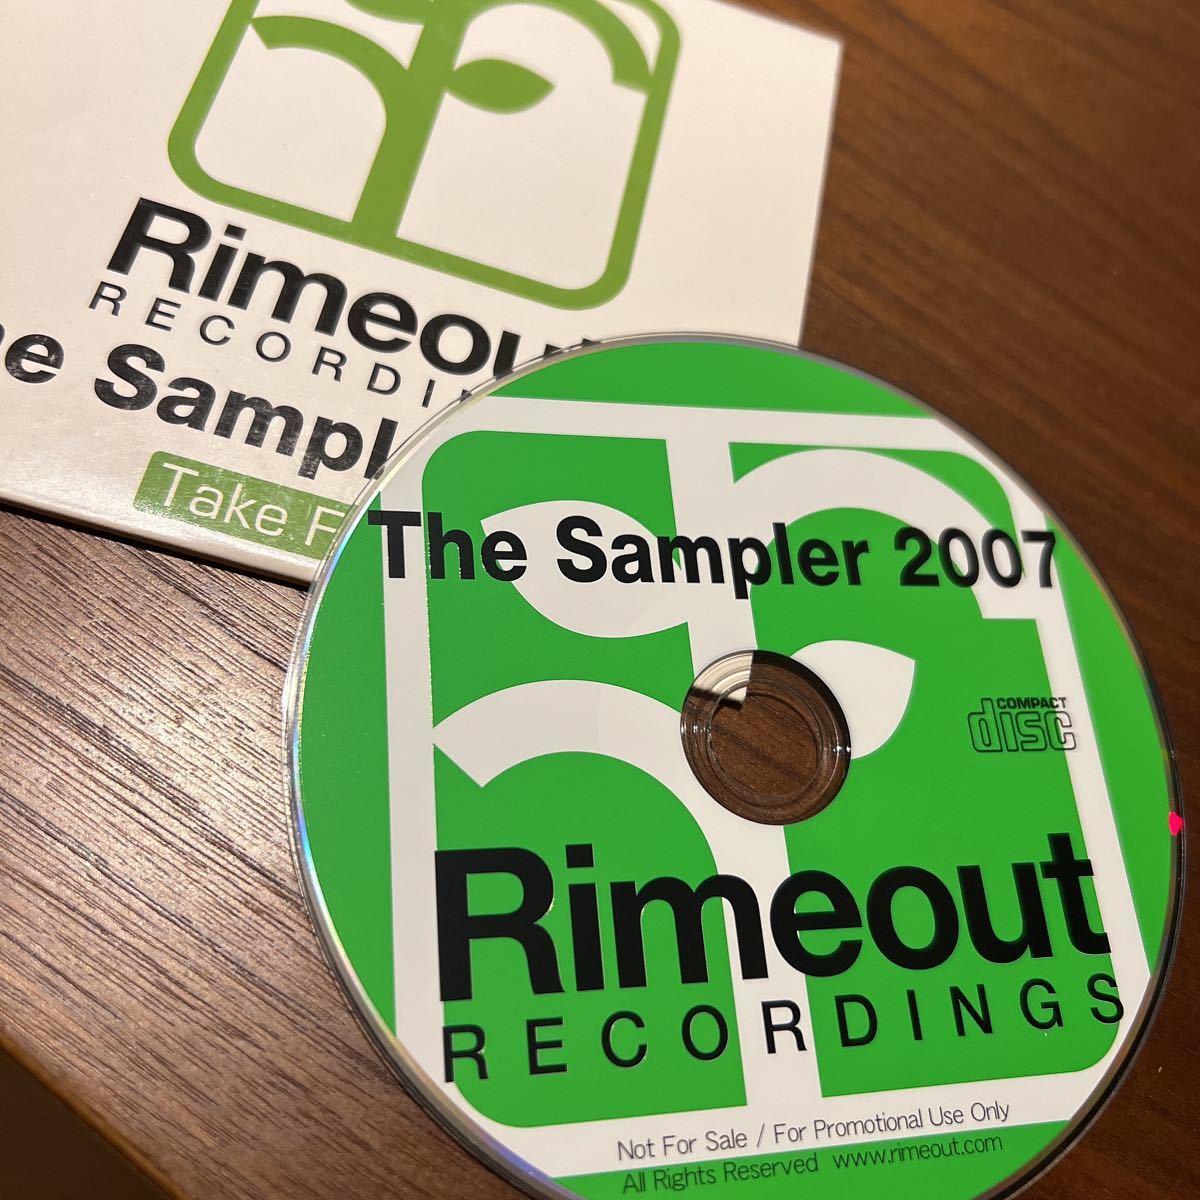 Rimeout
RECORDIN
he Sampl
Take F
The Sampler 2007
COMPACT
disc
Rimeout
RECORDINGS
Not For Sale / For Promotional Use Only
All Rights Reserved www.rimeout.com